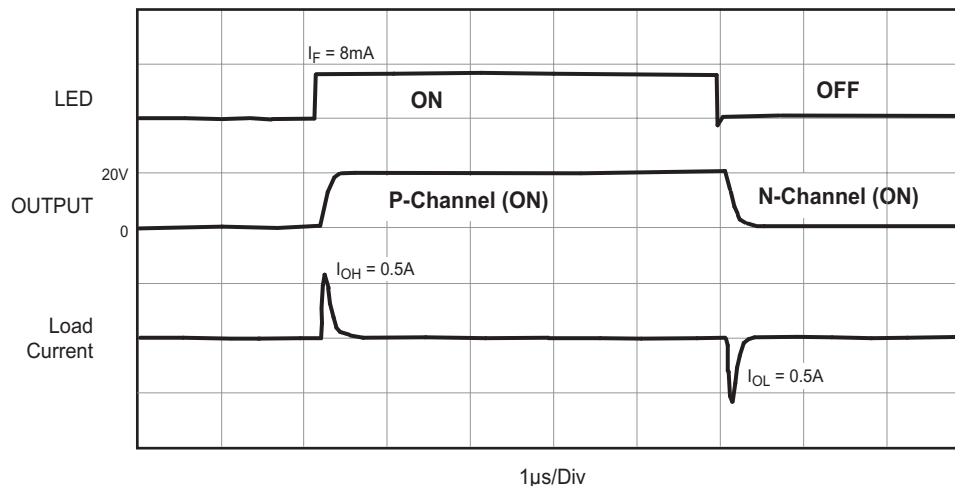 I_F = 8mA
LED
ON
OFF
20V
OUTPUT
P-Channel (ON)
N-Channel (ON)
0
I_OH = 0.5A
Load
Current
I_OL = 0.5A
1µs/Div